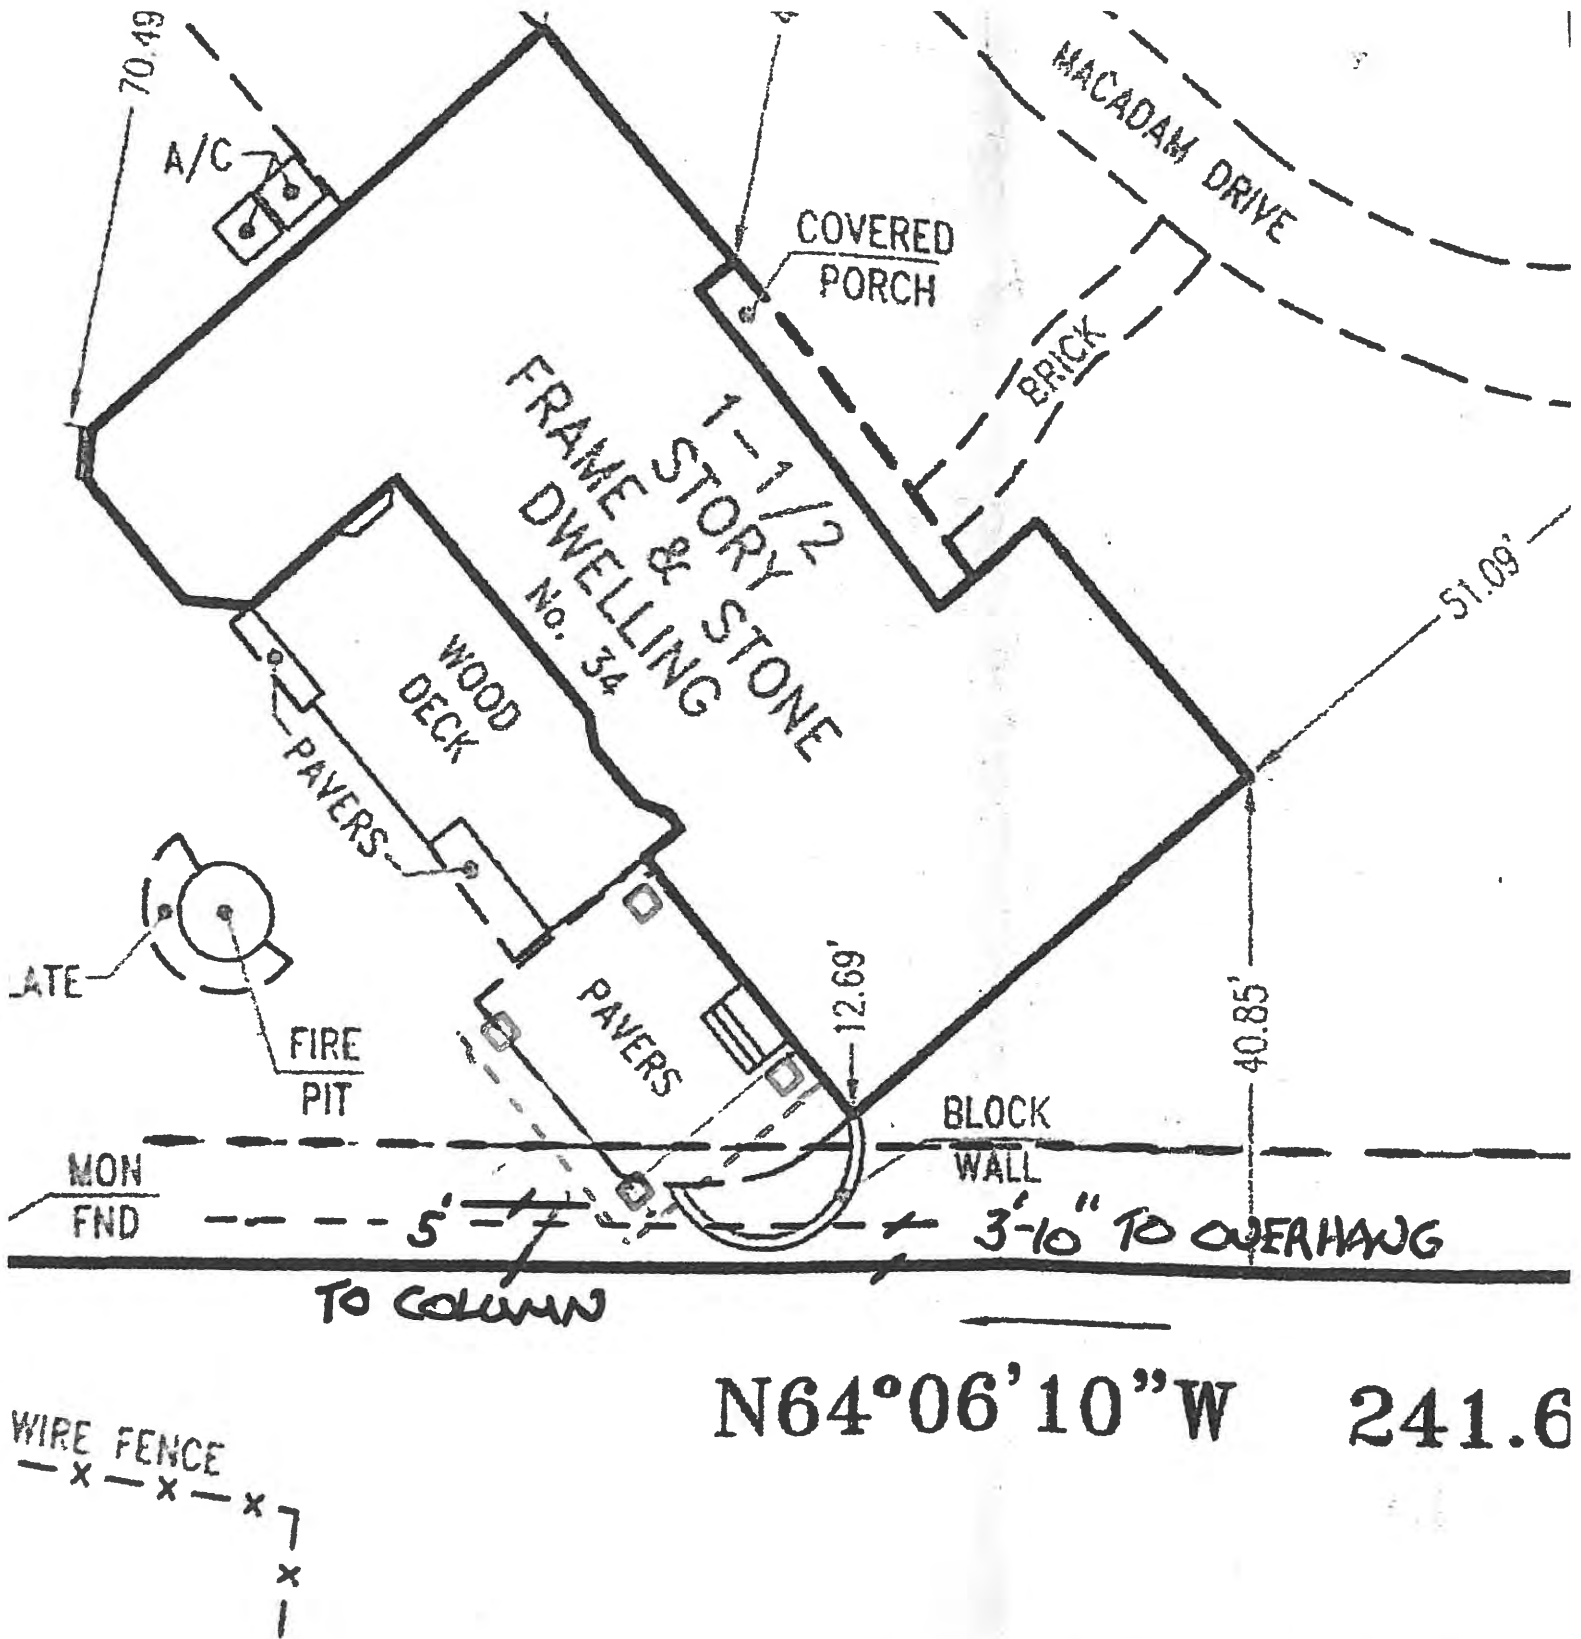 70.49
A/C
MACADAM DRIVE
COVERED
PORCH
BRICK
1-1/2
STORY
FRAME & STONE
DWELLING
No. 34
51.09'
WOOD
DECK
PAVERS
FIRE
PIT
PAVERS
12.69'
40.85'
BLOCK
WALL
MON
FND
5'
3'-10" TO OVERHANG
TO COLUMN
N64°06'10"W 241.6
WIRE FENCE